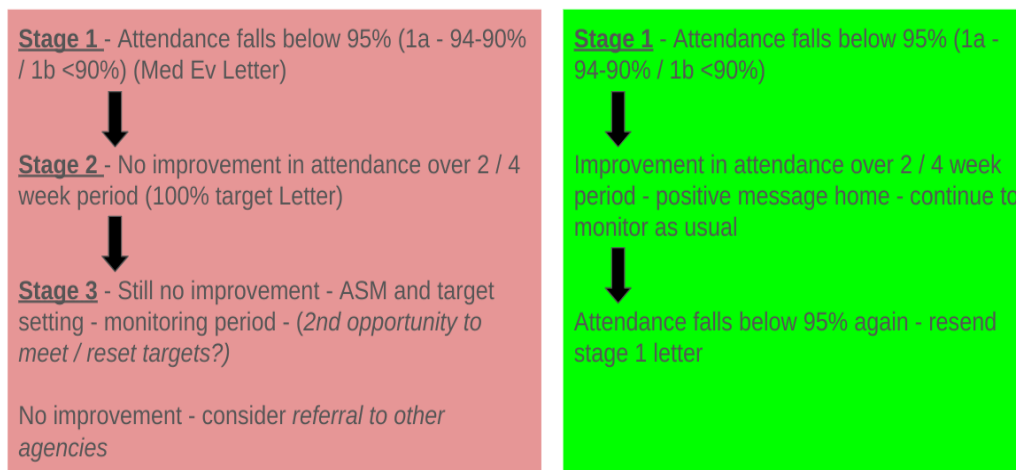 Stage 1 - Attendance falls below 95% (1a - 94-90%
/ 1b <90%) (Med Ev Letter)
Stage 2 - No improvement in attendance over 2 / 4
week period (100% target Letter)
Stage 3 - Still no improvement - ASM and target
setting - monitoring period - (2nd opportunity to
meet / reset targets?)
No improvement - consider referral to other
agencies
Stage 1 - Attendance falls below 95% (1a -
94-90% / 1b <90%)
Improvement in attendance over 2 / 4 week
period - positive message home - continue to
monitor as usual
Attendance falls below 95% again - resend
stage 1 letter